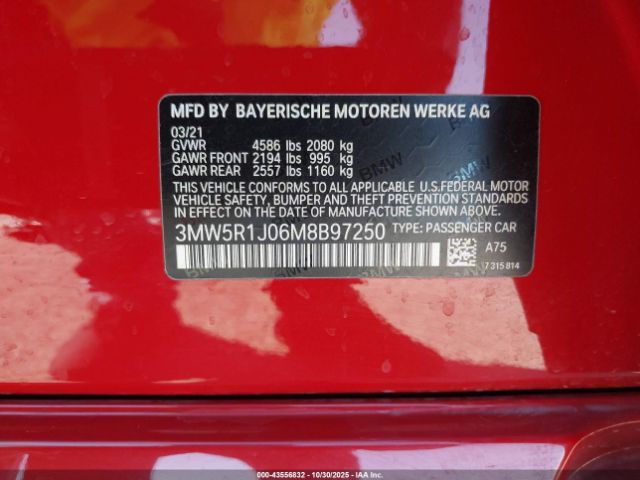 MFD BY BAYERISCHE MOTOREN WERKE AG
03/21
GVWR 4586 lbs 2080 kg
GAWR FRONT 2194 lbs 995 kg
GAWR REAR 2557 lbs 1160 kg
THIS VEHICLE CONFORMS TO ALL APPLICABLE U.S.FEDERAL MOTOR
VEHICLE SAFETY, BUMPER, AND THEFT PREVENTION STANDARDS IN
EFFECT ON THE DATE OF MANUFACTURE SHOWN ABOVE.
3MW5R1J06M8B97250 TYPE: PASSENGER CAR
A75
7 315 814
000-43556832 - 10/30/2025 - IAA, Inc.